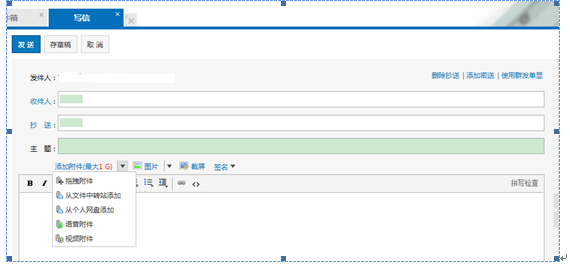 箱 写信
发送 存草稿 取消
发件人： 删除抄送 | 添加密送 | 使用群发单显
收件人：
抄 送：
主 题：
添加附件(最大1 G) 图片 截屏 签名
B I 拼写检查
拖拽附件
从文件中转站添加
从个人网盘添加
语音附件
视频附件